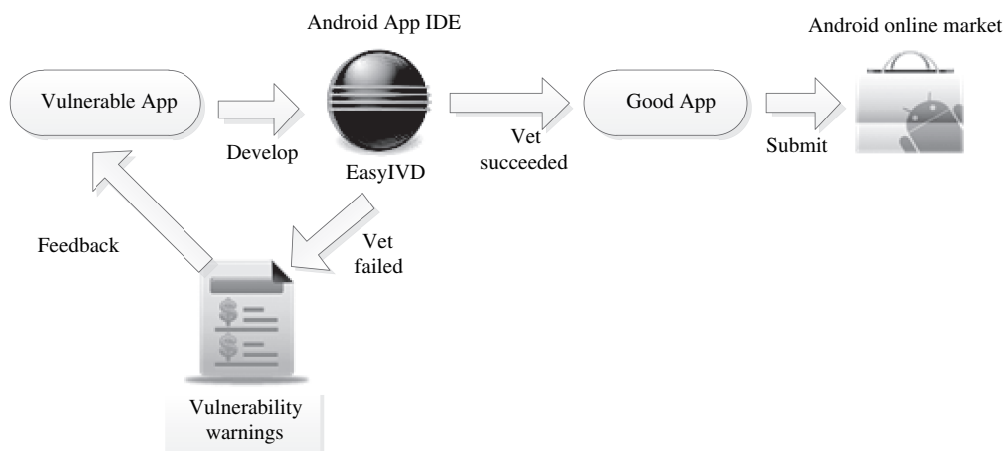 Android App IDE
Android online market
Vulnerable App
Good App
Develop
Vet
succeeded
Submit
EasyIVD
Feedback
Vet
failed
Vulnerability
warnings